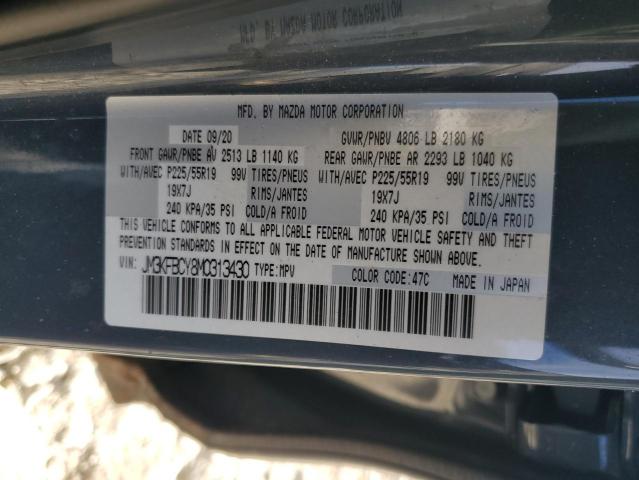 MFD. BY MAZDA MOTOR CORPORATION
MFD. BY MAZDA MOTOR CORPORATION
DATE 09/20 GVWR/PNBV 4806 LB 2180 KG
FRONT GAWR/PNBE AV 2513 LB 1140 KG REAR GAWR/PNBE AR 2293 LB 1040 KG
WITH/AVEC P225/55R19 99V TIRES/PNEUS WITH/AVEC P225/55R19 99V TIRES/PNEUS
19X7J RIMS/JANTES 19X7J RIMS/JANTES
240 KPA/35 PSI COLD/A FROID 240 KPA/35 PSI COLD/A FROID
THIS VEHICLE CONFORMS TO ALL APPLICABLE FEDERAL MOTOR VEHICLE SAFETY AND THEFT
PREVENTION STANDARDS IN EFFECT ON THE DATE OF MANUFACTURE SHOWN ABOVE.
VIN: JM3KFBCY8M0313430 TYPE:MPV COLOR CODE:47C MADE IN JAPAN